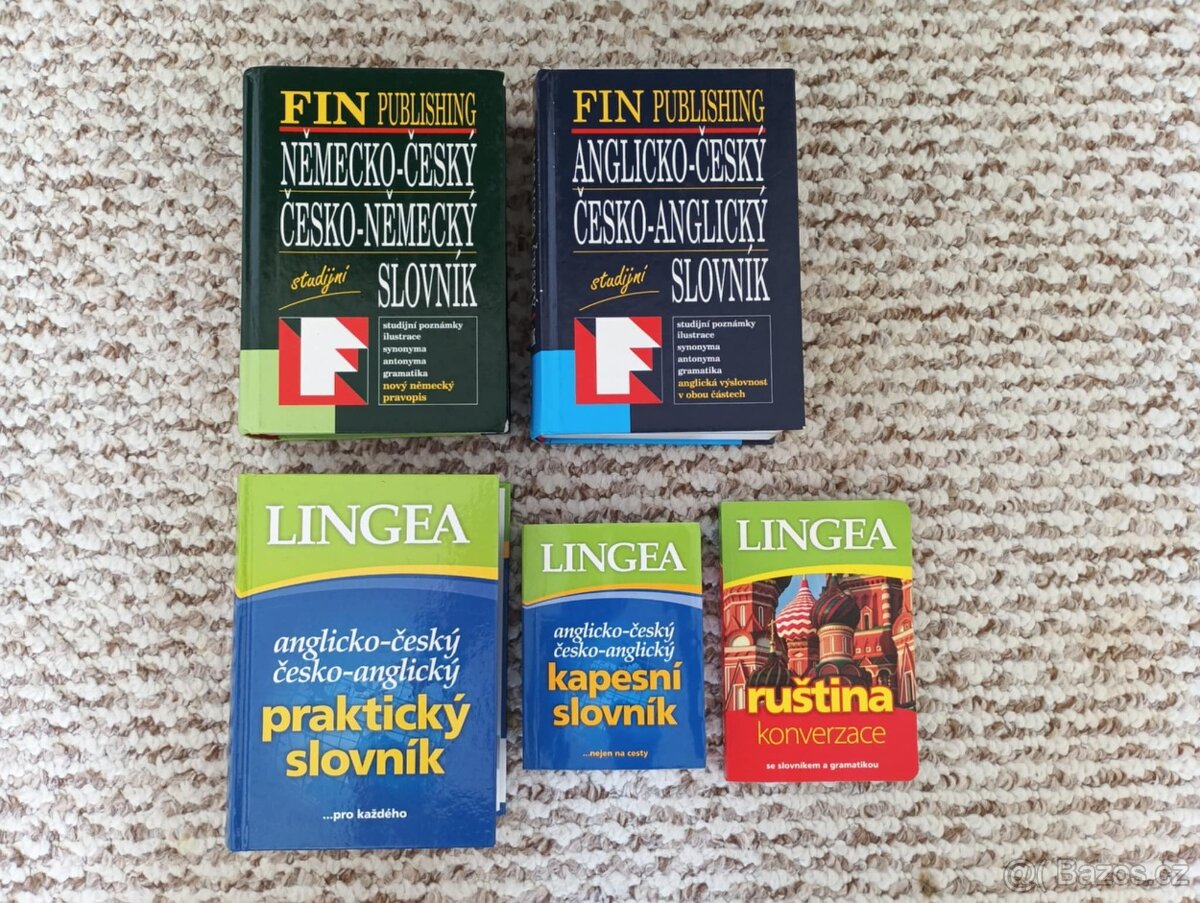 FIN PUBLISHING
NĚMECKO-ČESKÝ
ČESKO-NĚMECKÝ
studijní
SLOVNÍK
studijní poznámky
ilustrace
synonyma
antonyma
gramatika
nový německý
pravopis
FIN PUBLISHING
ANGLICKO-ČESKÝ
ČESKO-ANGLICKÝ
studijní
SLOVNÍK
studijní poznámky
ilustrace
synonyma
antonyma
gramatika
anglická výslovnost
v obou částech
LINGEA
anglicko-český
česko-anglický
praktický
slovník
...pro každého
LINGEA
anglicko-český
česko-anglický
kapesní
slovník
...nejen na cesty
LINGEA
ruština
konverzace
se slovníkem a gramatikou
@( Bazos.cz